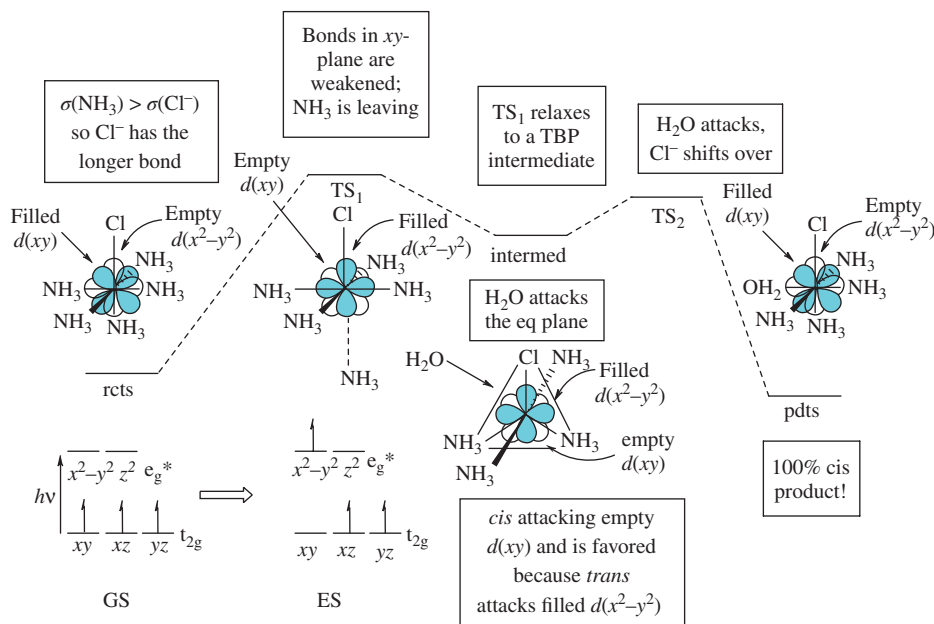 Bonds in xy-
plane are
weakened;
NH₃ is leaving
σ(NH₃) > σ(Cl⁻)
so Cl⁻ has the
longer bond
TS₁ relaxes
to a TBP
intermediate
H₂O attacks,
Cl⁻ shifts over
Filled
d(xy)
Cl
Empty
d(x²–y²)
NH₃
NH₃
NH₃
NH₃
NH₃
rcts
Empty
d(xy)
TS₁
Cl
Filled
d(x²–y²)
NH₃
NH₃
NH₃
NH₃
NH₃
intermed
H₂O attacks
the eq plane
H₂O
Cl
NH₃
Filled
d(x²–y²)
NH₃
NH₃
NH₃
empty
d(xy)
TS₂
Filled
d(xy)
Cl
Empty
d(x²–y²)
NH₃
OH₂
NH₃
NH₃
NH₃
pdts
100% cis
product!
hν
x²–y² z² e_g*
xy xz yz t₂g
GS
x²–y² z² e_g*
xy xz yz t₂g
ES
cis attacking empty
d(xy) and is favored
because trans
attacks filled d(x²–y²)